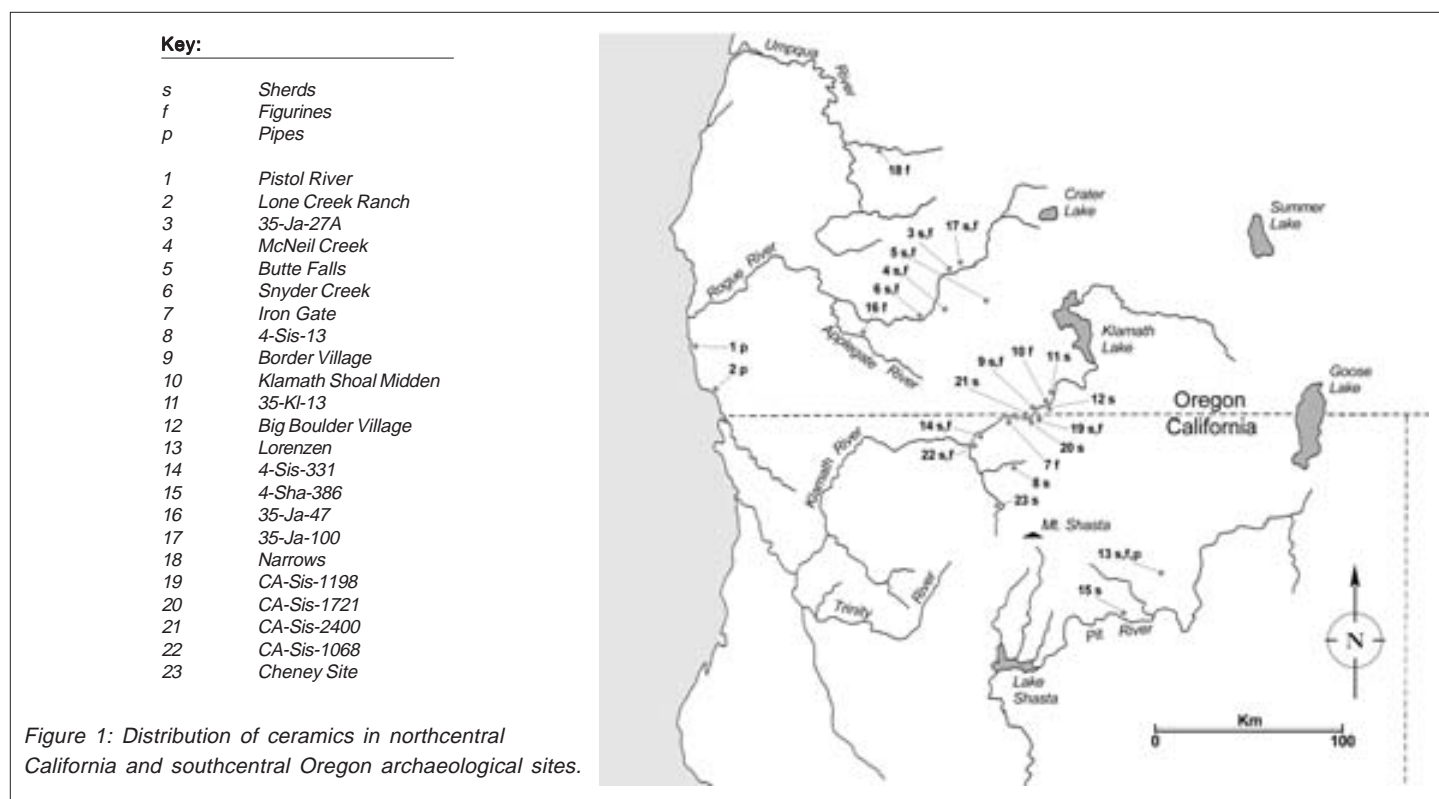 Key:
s Sherds
f Figurines
p Pipes
1 Pistol River
2 Lone Creek Ranch
3 35-Ja-27A
4 McNeil Creek
5 Butte Falls
6 Snyder Creek
7 Iron Gate
8 4-Sis-13
9 Border Village
10 Klamath Shoal Midden
11 35-Kl-13
12 Big Boulder Village
13 Lorenzen
14 4-Sis-331
15 4-Sha-386
16 35-Ja-47
17 35-Ja-100
18 Narrows
19 CA-Sis-1198
20 CA-Sis-1721
21 CA-Sis-2400
22 CA-Sis-1068
23 Cheney Site
Figure 1: Distribution of ceramics in northcentral
California and southcentral Oregon archaeological sites.
Umpqua
River
18 f
Crater
Lake
Summer
Lake
3 s,f
17 s,f
5 s,f
4 s,f
6 s,f
16 f
Rogue River
Applegate River
Klamath
Lake
1 p
2 p
10 f
11 s
9 s,f
21 s
12 s
Goose
Lake
Oregon
California
14 s,f
19 s,f
22 s,f
20 s
7 f
8 s
23 s
Klamath River
Mt. Shasta
13 s,f,p
15 s
Trinity
River
Pit River
Lake
Shasta
N
Km
0 100